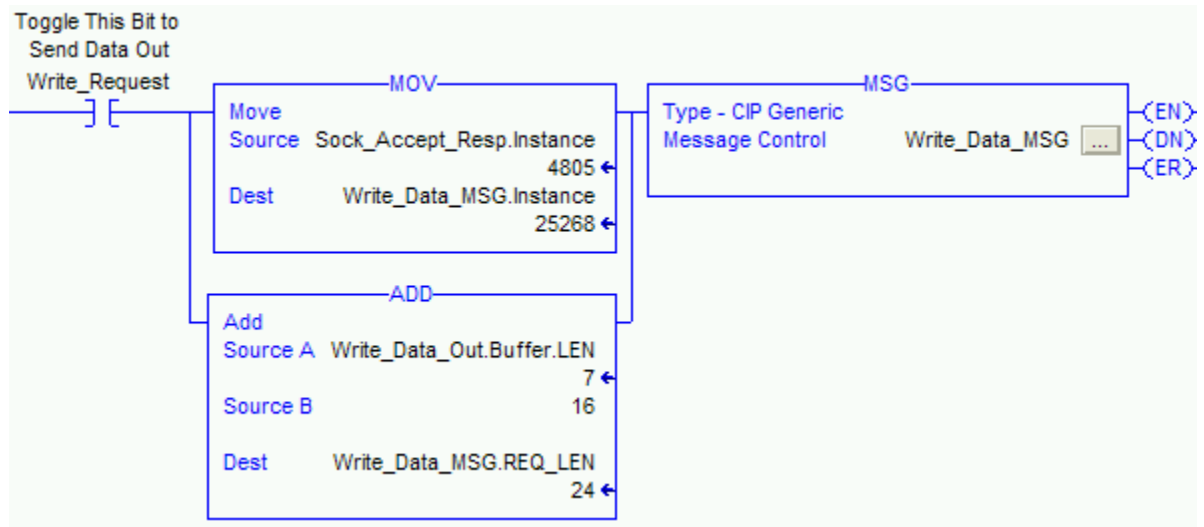 Toggle This Bit to
Send Data Out
Write_Request
MOV
Move
Source Sock_Accept_Resp.Instance
4805
Dest Write_Data_MSG.Instance
25268
ADD
Add
Source A Write_Data_Out.Buffer.LEN
7
Source B 16
Dest Write_Data_MSG.REQ_LEN
24
MSG
Type - CIP Generic
Message Control Write_Data_MSG ...
EN
DN
ER